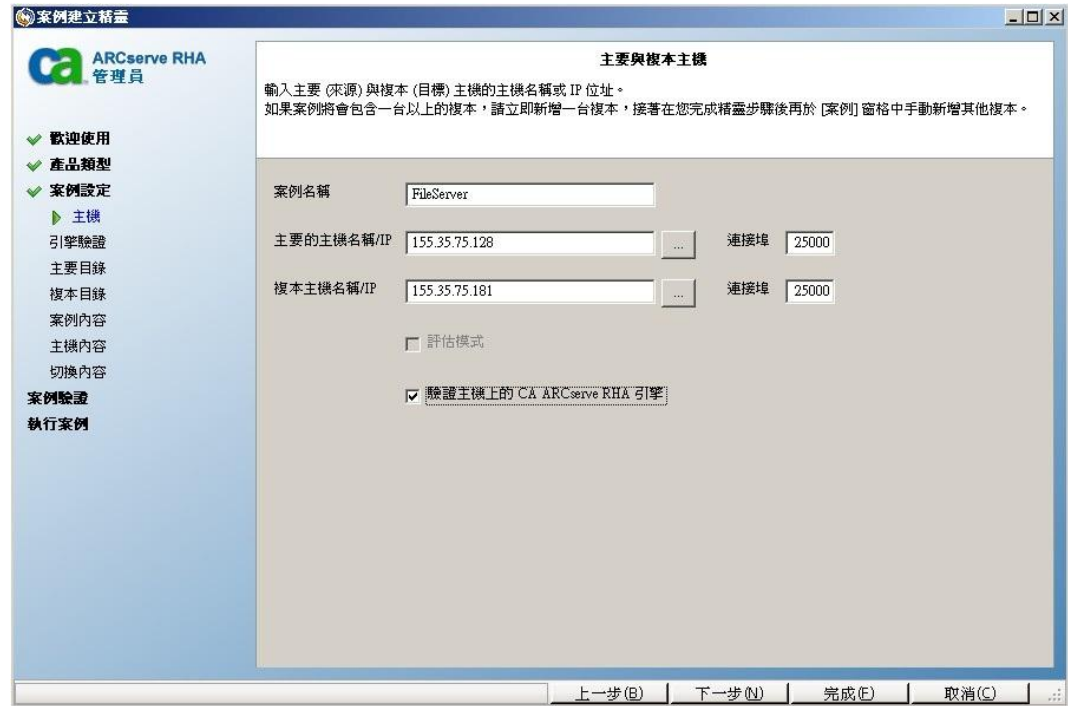 案例建立精靈
ca
ARCserve RHA
管理員
歡迎使用
產品類型
案例設定
主機
引擎驗證
主要目錄
複本目錄
案例內容
主機內容
切換內容
案例驗證
執行案例
主要與複本主機
輸入主要 (來源) 與複本 (目標) 主機的主機名稱或 IP 位址。
如果案例將會包含一台以上的複本，請立即新增一台複本，接著在您完成精靈步驟後再於 [案例] 窗格中手動新增其他複本。
案例名稱 FileServer
主要的主機名稱/IP 155.35.75.128 ... 連接埠 25000
複本主機名稱/IP 155.35.75.181 ... 連接埠 25000
評估模式
驗證主機上的 CA ARCserve RHA 引擎
上一步(B) 下一步(N) 完成(F) 取消(C)